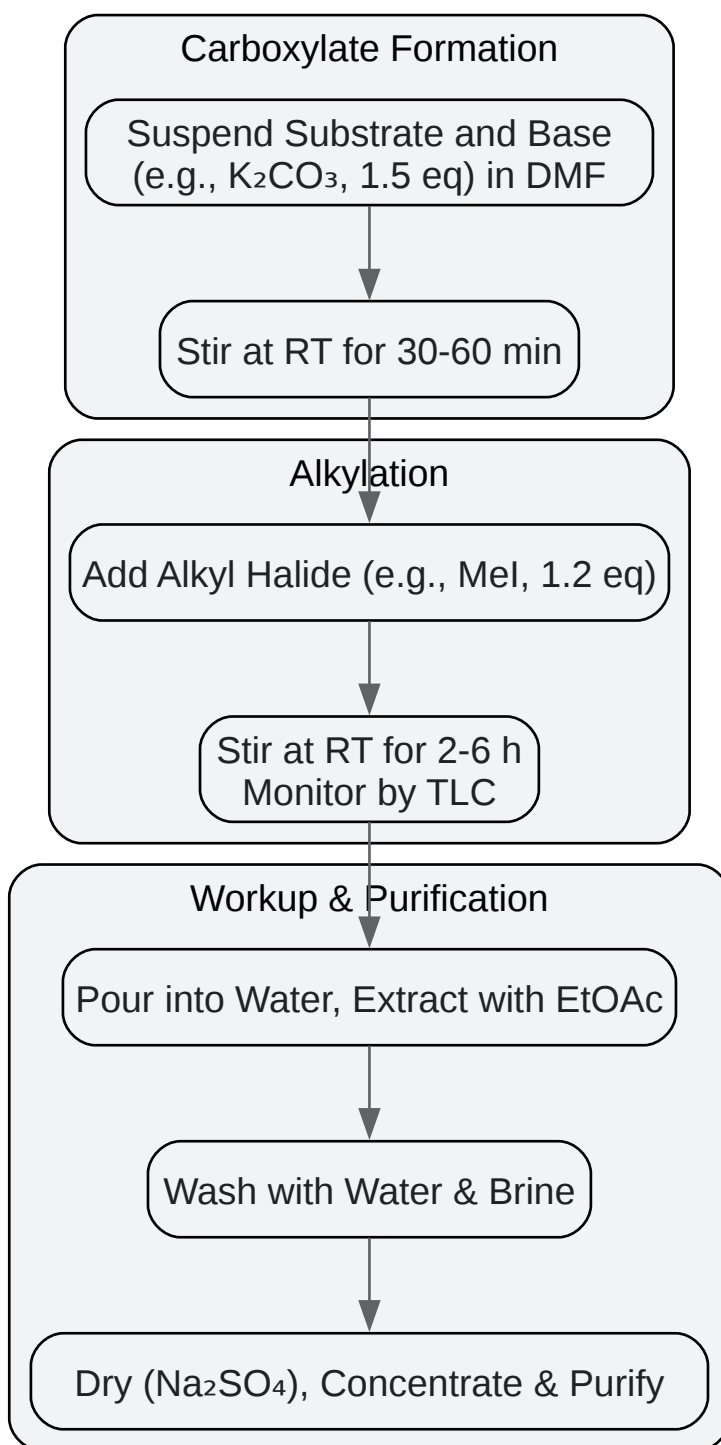 Carboxylate Formation
Suspend Substrate and Base
(e.g., K₂CO₃, 1.5 eq) in DMF
Stir at RT for 30-60 min
Alkylation
Add Alkyl Halide (e.g., MeI, 1.2 eq)
Stir at RT for 2-6 h
Monitor by TLC
Workup & Purification
Pour into Water, Extract with EtOAc
Wash with Water & Brine
Dry (Na₂SO₄), Concentrate & Purify